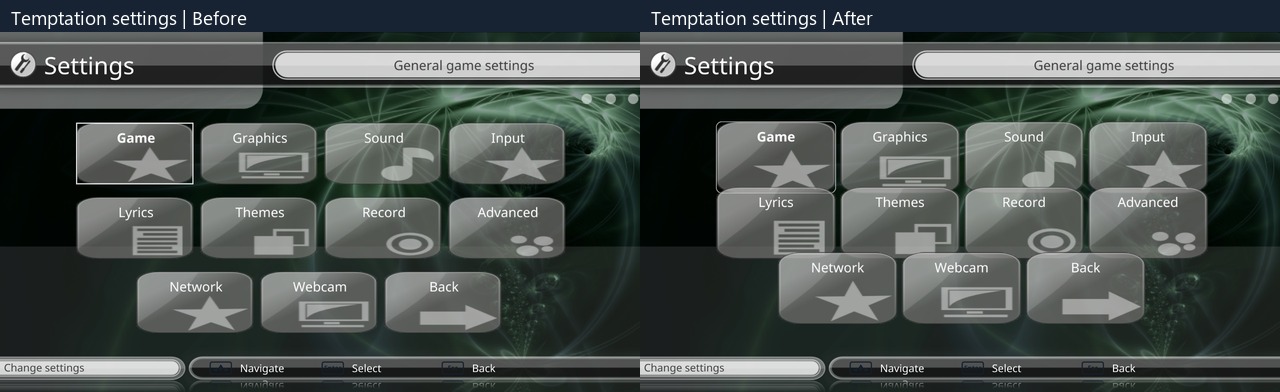 Temptation settings | Before
Settings
General game settings
Game
Graphics
Sound
Input
Lyrics
Themes
Record
Advanced
Network
Webcam
Back
Change settings
Navigate
Select
Back
Temptation settings | After
Settings
General game settings
Game
Graphics
Sound
Input
Lyrics
Themes
Record
Advanced
Network
Webcam
Back
Change settings
Navigate
Select
Back